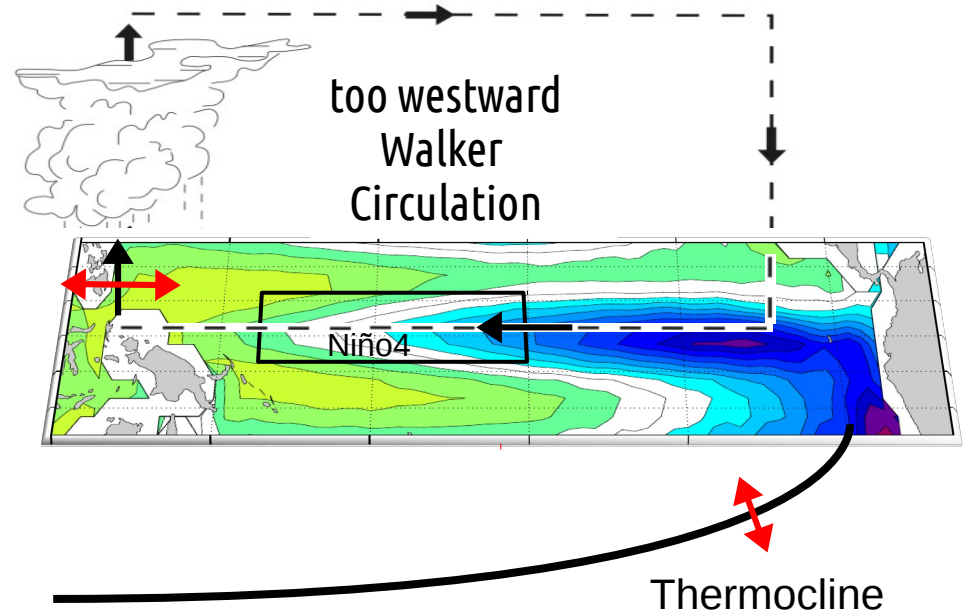 too westward
Walker
Circulation
Niño4
Thermocline